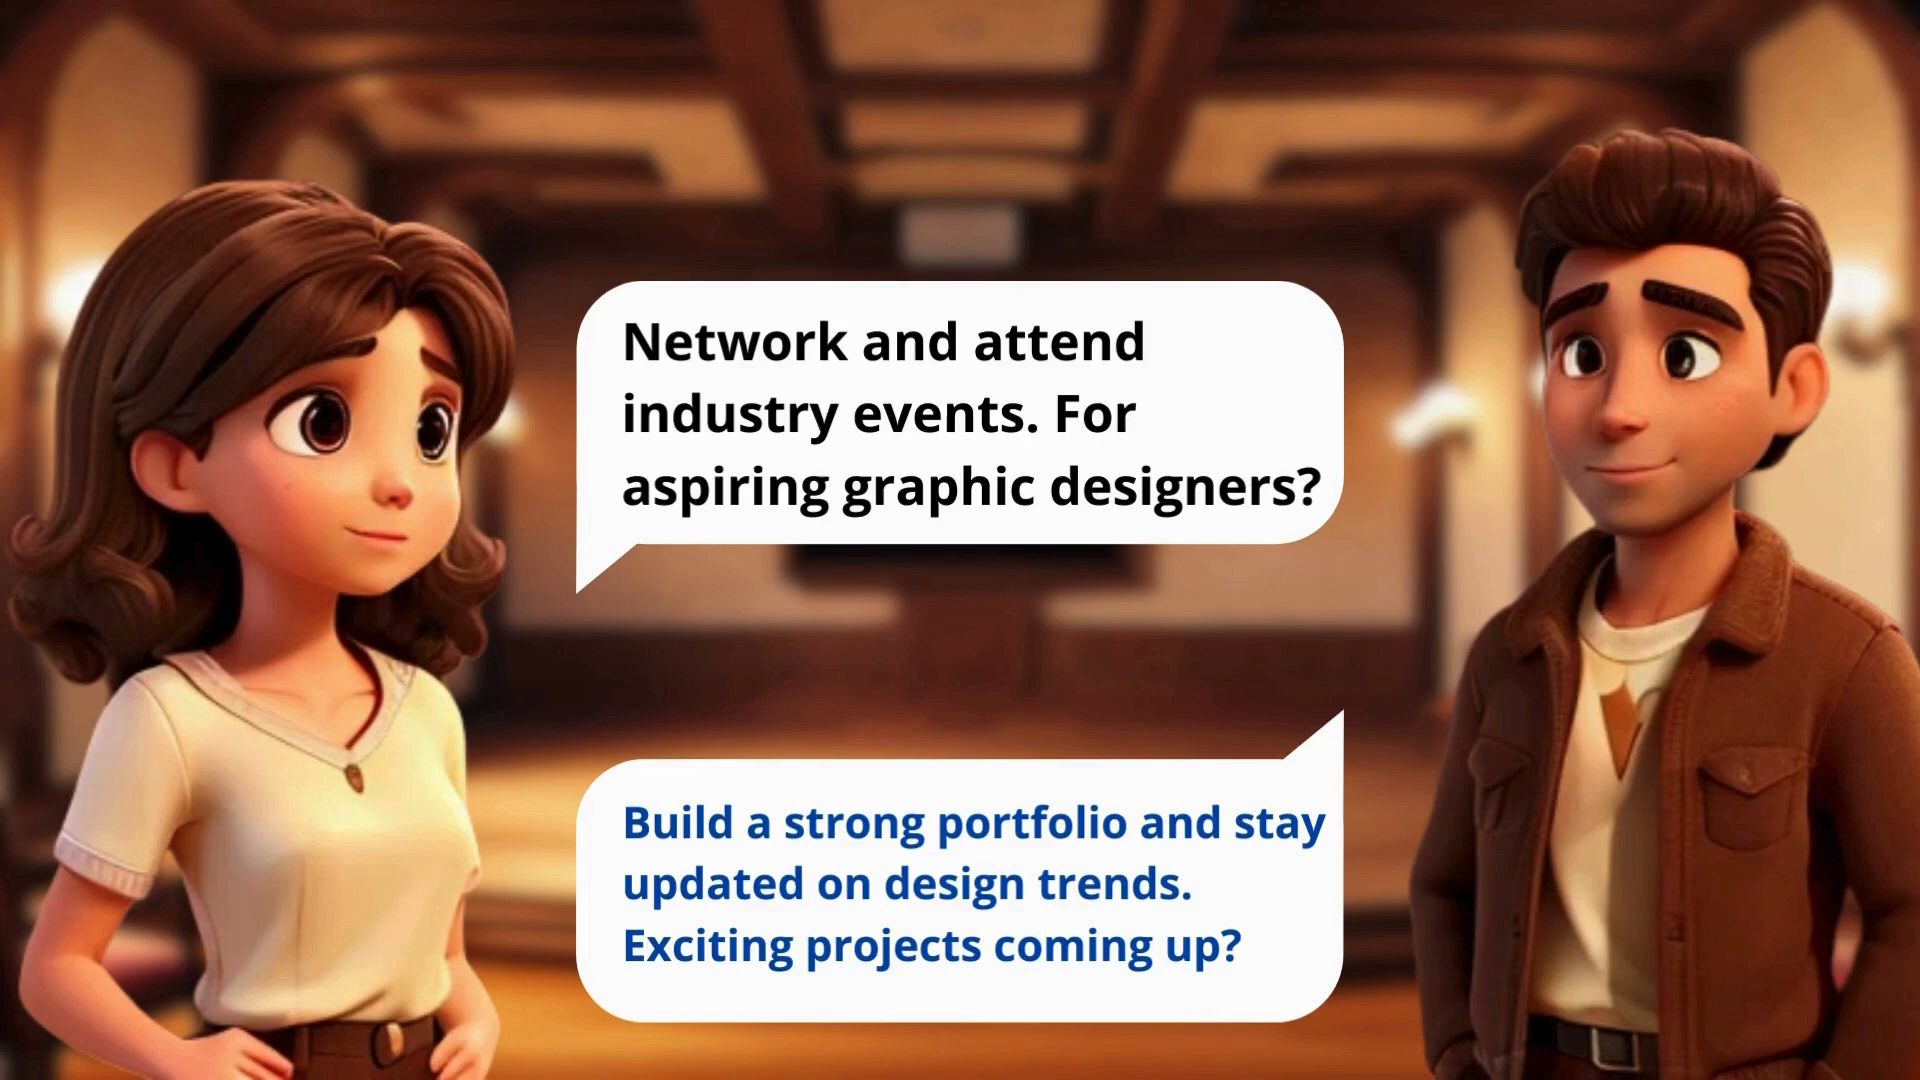 Network and attend
industry events. For
aspiring graphic designers?
Build a strong portfolio and stay
updated on design trends.
Exciting projects coming up?